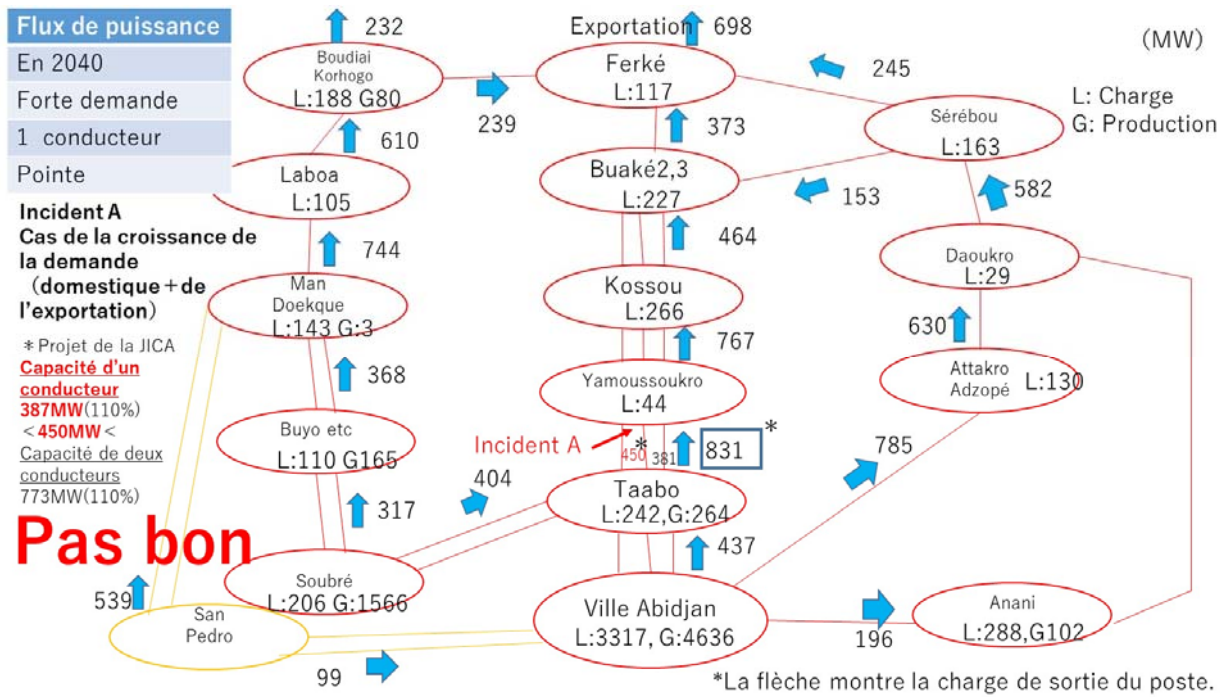 Flux de puissance
En 2040
Forte demande
1 conducteur
Pointe
Incident A
Cas de la croissance de
la demande
(domestique+de
l'exportation)
*Projet de la JICA
Capacité d'un
conducteur
387MW(110%)
<450MW<
Capacité de deux
conducteurs
773MW(110%)
Pas bon
232
Boudiai
Korhogo
L:188 G80
239
610
Laboa
L:105
744
Man
Doekque
L:143 G:3
368
Buyo etc
L:110 G165
317
404
Soubré
L:206 G:1566
539
San
Pedro
99
Exportation
698
Ferké
L:117
373
Buaké2,3
L:227
464
Kossou
L:266
767
Yamoussoukro
L:44
Incident A
*
450
381
831
*
Taabo
L:242,G:264
437
Ville Abidjan
L:3317, G:4636
(MW)
L: Charge
G: Production
245
Sérébou
L:163
153
582
Daoukro
L:29
630
Attakro
Adzopé
L:130
785
196
Anani
L:288,G102
*La flèche montre la charge de sortie du poste.